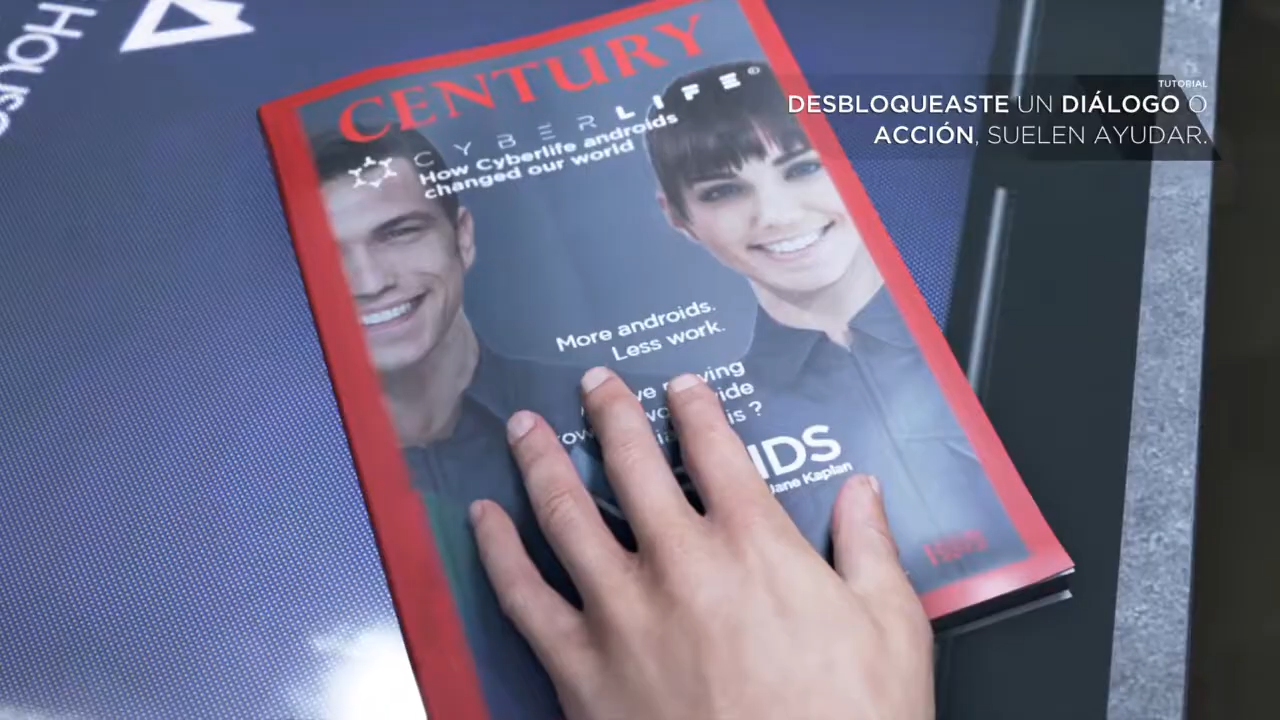 CENTURY
CYBERLIFE
How Cyberlife androids
changed our world
More androids.
Less work.
is ?
Jane Kaplan
TUTORIAL
DESBLOQUEASTE UN DIÁLOGO O
ACCIÓN, SUELEN AYUDAR.